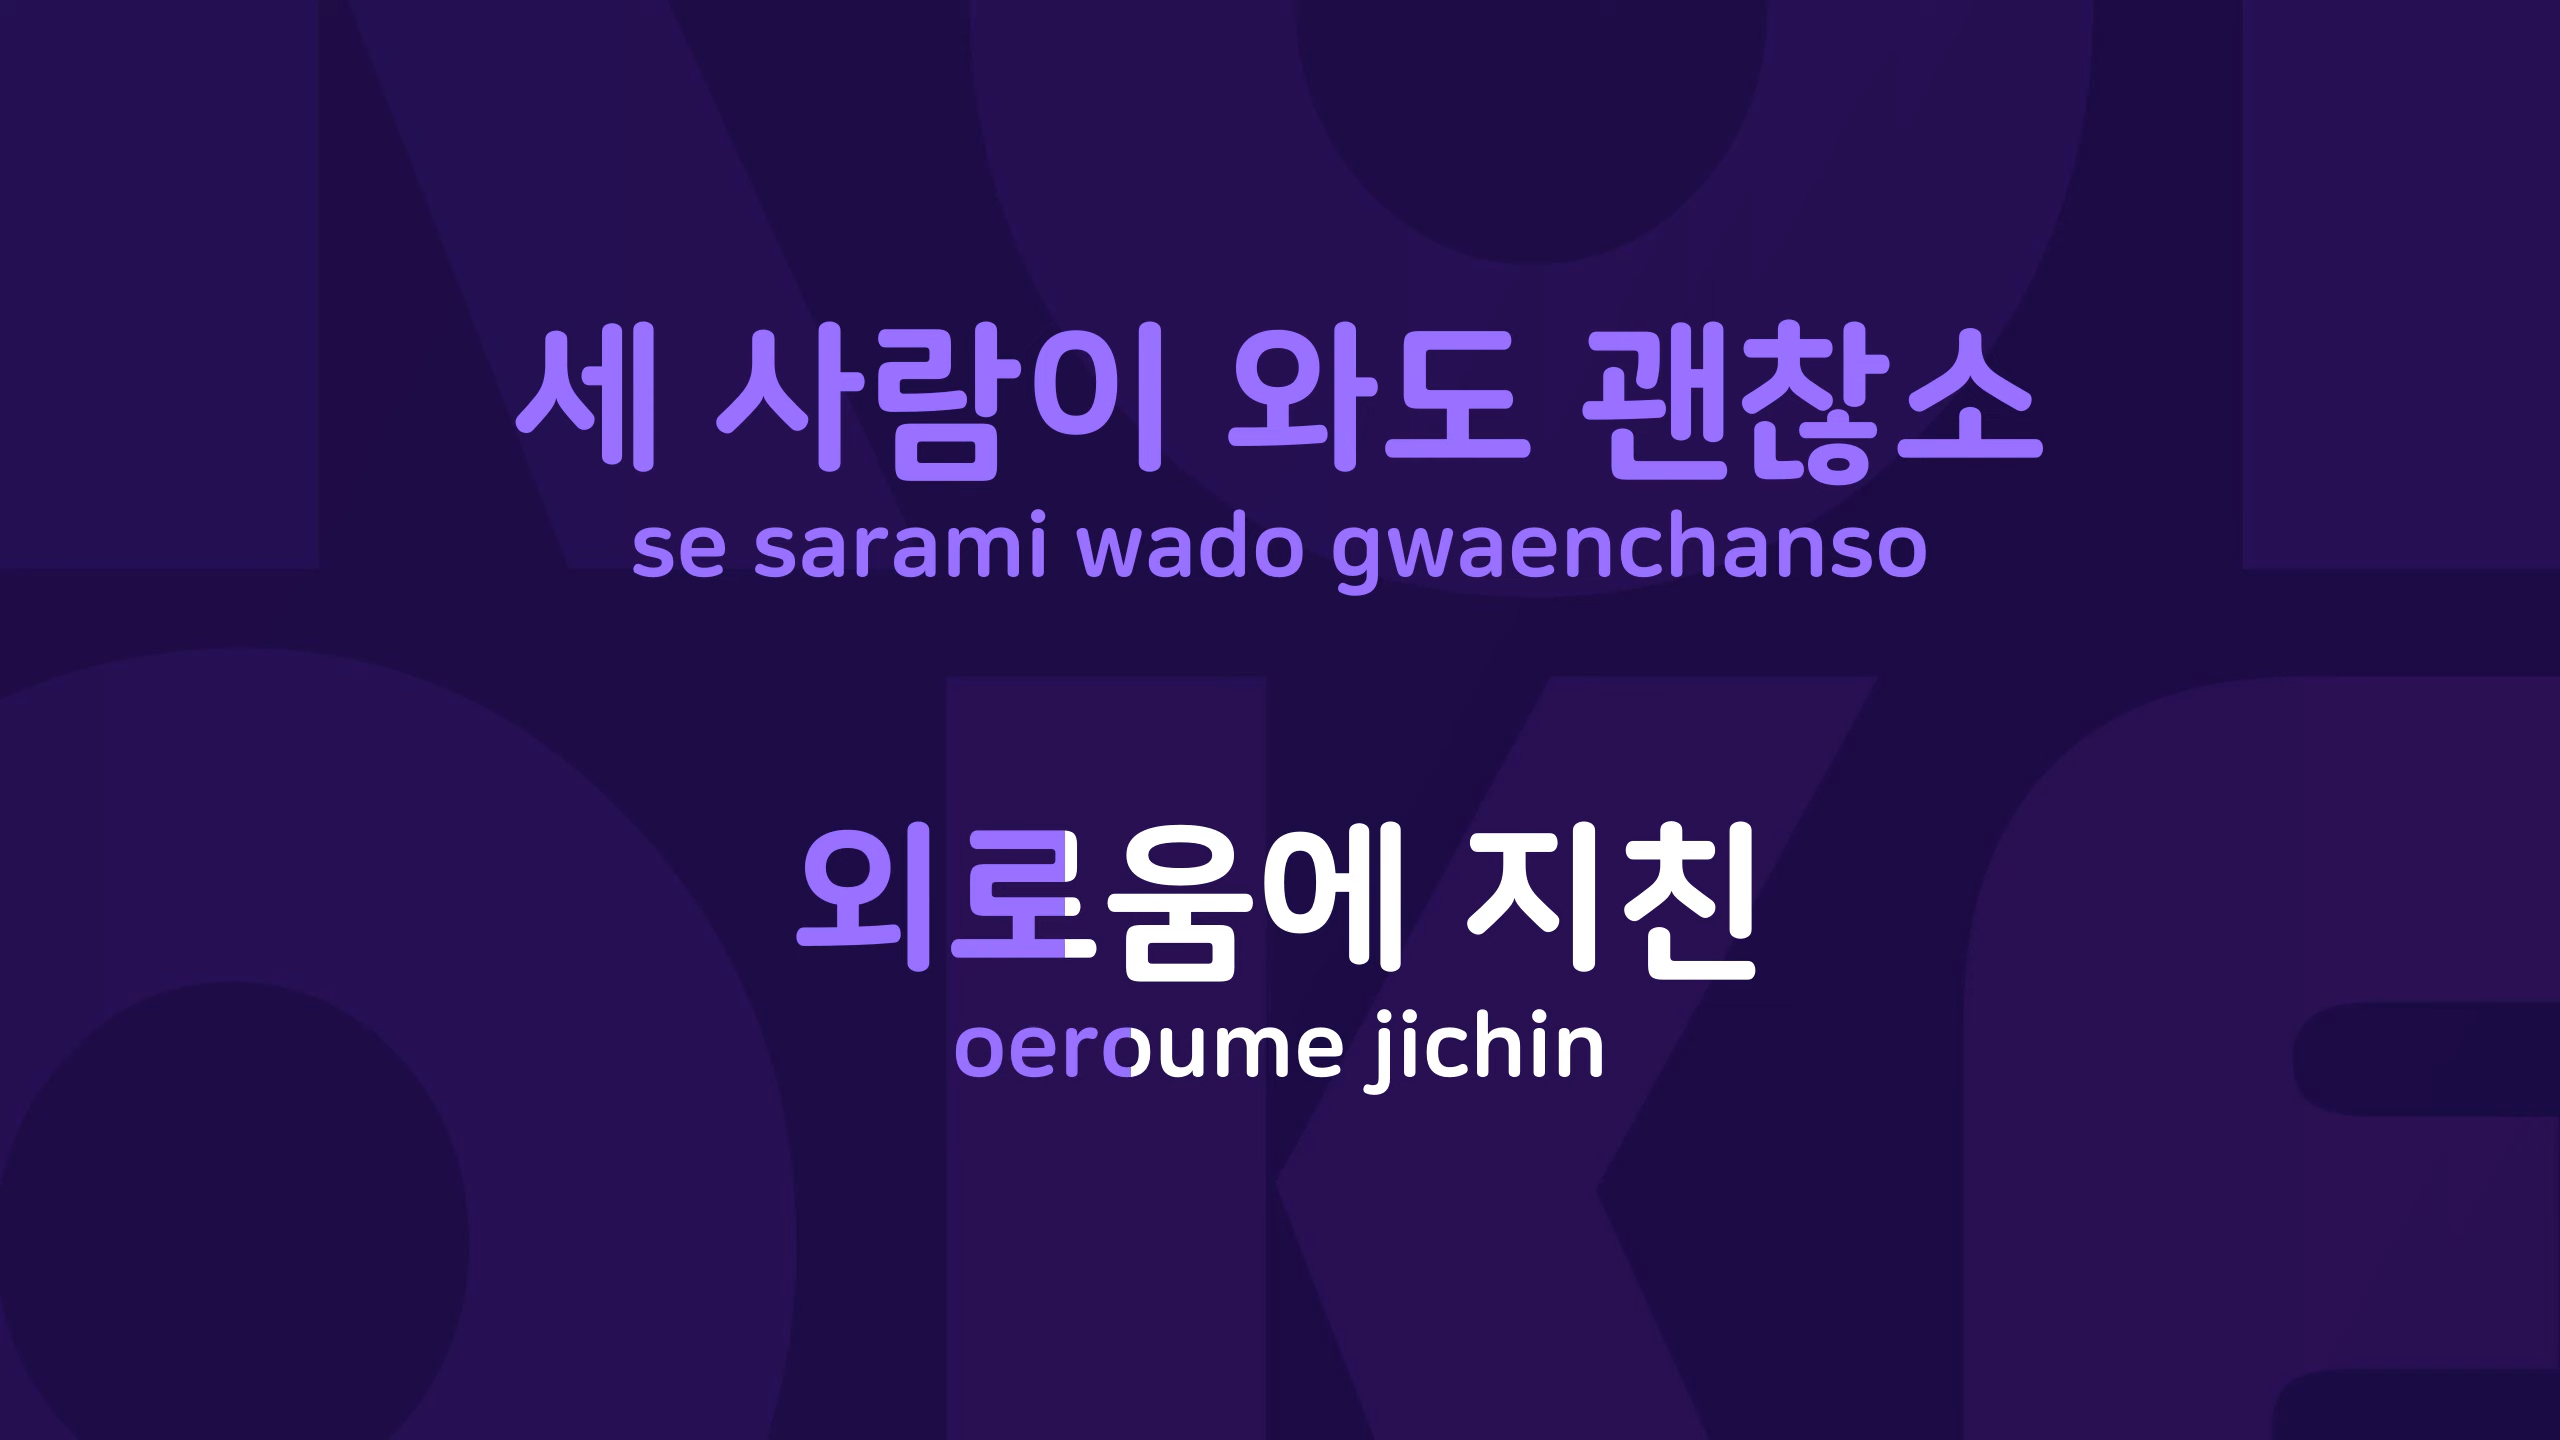 세 사람이 와도 괜찮소
se sarami wado gwaenchanso
외로움에 지친
oeroume jichin